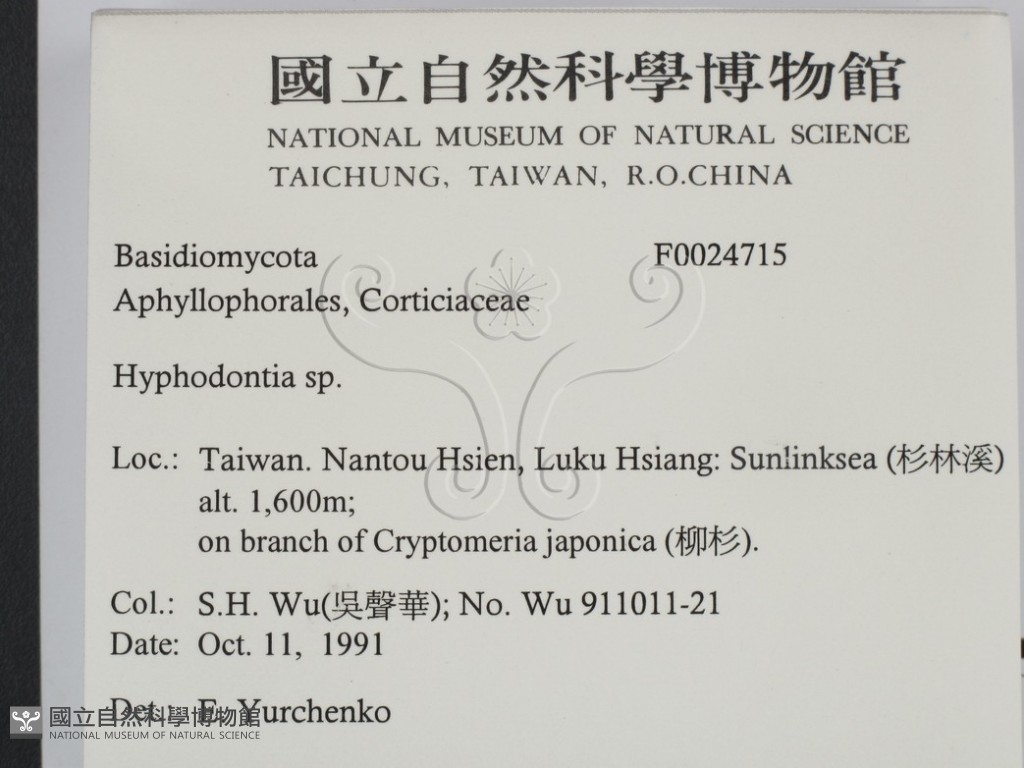 國立自然科學博物館
NATIONAL MUSEUM OF NATURAL SCIENCE
TAICHUNG, TAIWAN, R.O.CHINA
Basidiomycota F0024715
Aphyllophorales, Corticiaceae
Hyphodontia sp.
Loc.: Taiwan. Nantou Hsien, Luku Hsiang: Sunlinksea (杉林溪)
alt. 1,600m;
on branch of Cryptomeria japonica (柳杉).
Col.: S.H. Wu(吳聲華); No. Wu 911011-21
Date: Oct. 11, 1991
Det.: E. Yurchenko
國立自然科學博物館
NATIONAL MUSEUM OF NATURAL SCIENCE